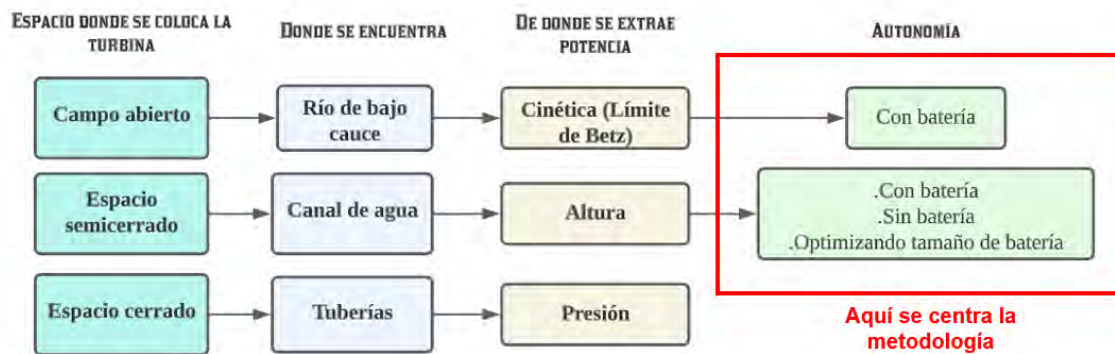 ESPACIO DONDE SE COLOCA LA
TURBINA
DONDE SE ENCUENTRA
DE DONDE SE EXTRAE
POTENCIA
AUTONOMÍA
Campo abierto
Río de bajo
cauce
Cinética (Límite
de Betz)
Con batería
Espacio
semicerrado
Canal de agua
Altura
.Con batería
.Sin batería
.Optimizando tamaño de batería
Espacio cerrado
Tuberías
Presión
Aquí se centra la
metodología